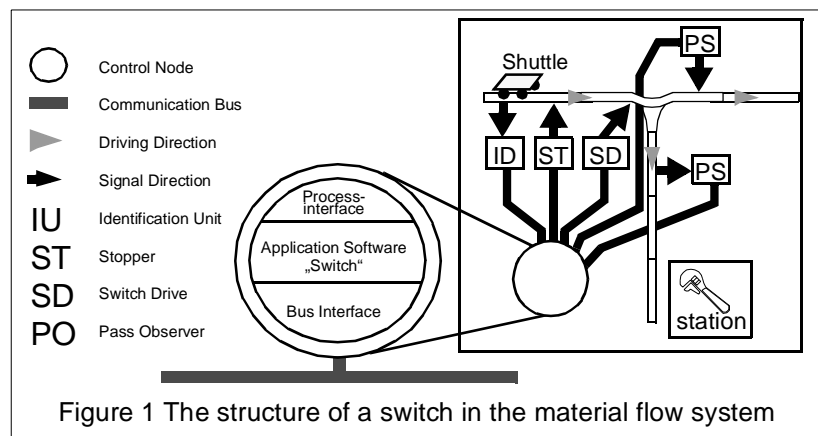 Control Node
Communication Bus
Driving Direction
Signal Direction
IU Identification Unit
ST Stopper
SD Switch Drive
PO Pass Observer
Process-
interface
Application Software
„Switch“
Bus Interface
Shuttle
PS
ID ST SD
PS
station
Figure 1 The structure of a switch in the material flow system